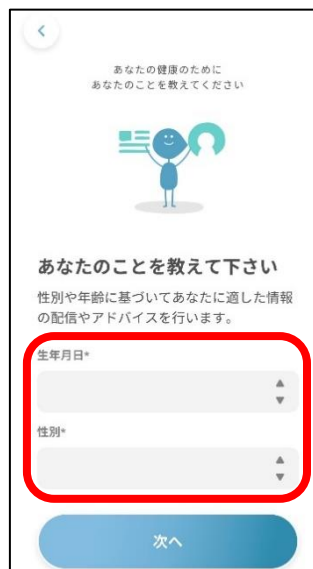 あなたの健康のために
あなたのことを教えてください
あなたのことを教えて下さい
性別や年齢に基づいてあなたに適した情報
の配信やアドバイスを行います。
生年月日*
性別*
次へ